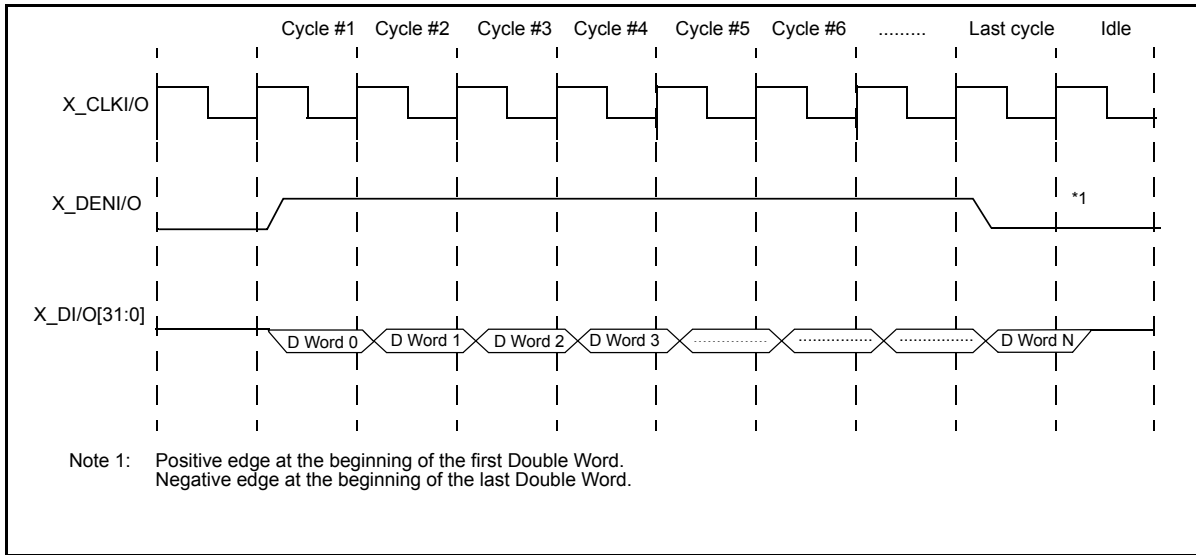 Cycle #1 Cycle #2 Cycle #3 Cycle #4 Cycle #5 Cycle #6 ......... Last cycle Idle
X_CLKI/O
X_DENI/O *1
X_DI/O[31:0]
D Word 0 D Word 1 D Word 2 D Word 3 .............. .............. .............. D Word N
Note 1: Positive edge at the beginning of the first Double Word.
Negative edge at the beginning of the last Double Word.